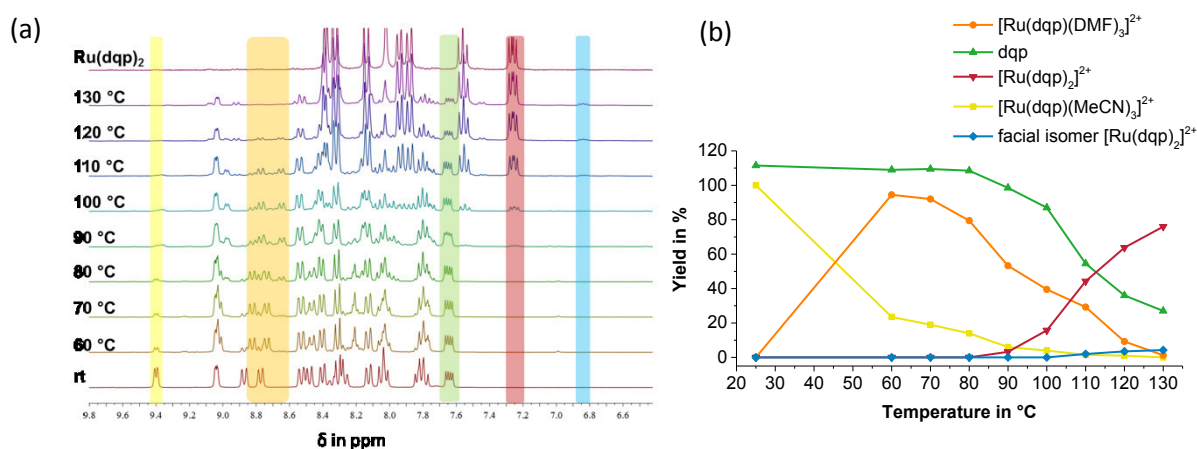 (a)
Ru(dqp)₂
130 °C
120 °C
110 °C
100 °C
90 °C
80 °C
70 °C
60 °C
rt
9.8 9.6 9.4 9.2 9.0 8.8 8.6 8.4 8.2 8.0 7.8 7.6 7.4 7.2 7.0 6.8 6.6
δ in ppm
(b)
[Ru(dqp)(DMF)₃]²⁺
dqp
[Ru(dqp)₂]²⁺
[Ru(dqp)(MeCN)₃]²⁺
facial isomer [Ru(dqp)₂]²⁺
Yield in %
120
100
80
60
40
20
0
20 30 40 50 60 70 80 90 100 110 120 130
Temperature in °C